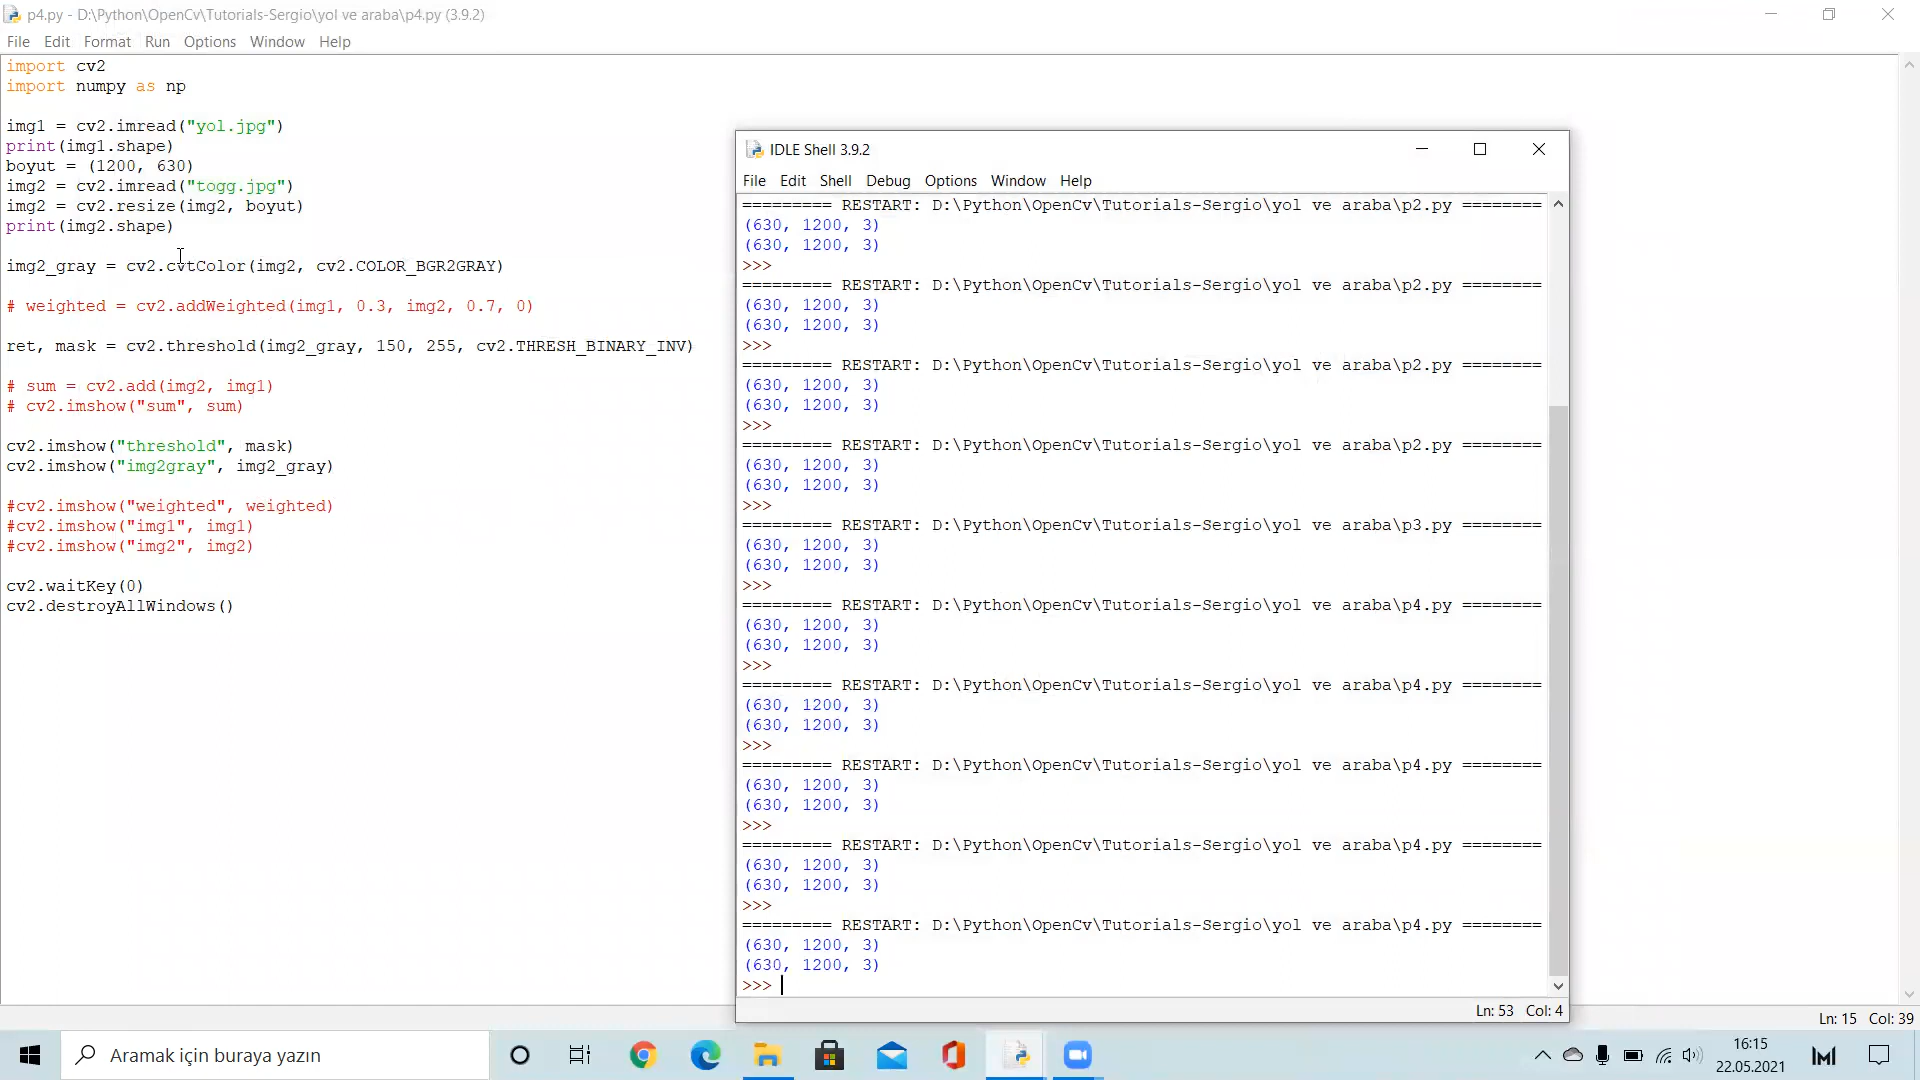 p4.py - D:\Python\OpenCv\Tutorials-Sergio\yol ve araba\p4.py (3.9.2)
File Edit Format Run Options Window Help
import cv2
import numpy as np
img1 = cv2.imread("yol.jpg")
print(img1.shape)
boyut = (1200, 630)
img2 = cv2.imread("togg.jpg")
img2 = cv2.resize(img2, boyut)
print(img2.shape)
img2_gray = cv2.cvtColor(img2, cv2.COLOR_BGR2GRAY)
# weighted = cv2.addWeighted(img1, 0.3, img2, 0.7, 0)
ret, mask = cv2.threshold(img2_gray, 150, 255, cv2.THRESH_BINARY_INV)
# sum = cv2.add(img2, img1)
# cv2.imshow("sum", sum)
cv2.imshow("threshold", mask)
cv2.imshow("img2gray", img2_gray)
#cv2.imshow("weighted", weighted)
#cv2.imshow("img1", img1)
#cv2.imshow("img2", img2)
cv2.waitKey(0)
cv2.destroyAllWindows()
IDLE Shell 3.9.2
File Edit Shell Debug Options Window Help
========= RESTART: D:\Python\OpenCv\Tutorials-Sergio\yol ve araba\p2.py ========
(630, 1200, 3)
(630, 1200, 3)
>>>
========= RESTART: D:\Python\OpenCv\Tutorials-Sergio\yol ve araba\p2.py ========
(630, 1200, 3)
(630, 1200, 3)
>>>
========= RESTART: D:\Python\OpenCv\Tutorials-Sergio\yol ve araba\p2.py ========
(630, 1200, 3)
(630, 1200, 3)
>>>
========= RESTART: D:\Python\OpenCv\Tutorials-Sergio\yol ve araba\p2.py ========
(630, 1200, 3)
(630, 1200, 3)
>>>
========= RESTART: D:\Python\OpenCv\Tutorials-Sergio\yol ve araba\p3.py ========
(630, 1200, 3)
(630, 1200, 3)
>>>
========= RESTART: D:\Python\OpenCv\Tutorials-Sergio\yol ve araba\p4.py ========
(630, 1200, 3)
(630, 1200, 3)
>>>
========= RESTART: D:\Python\OpenCv\Tutorials-Sergio\yol ve araba\p4.py ========
(630, 1200, 3)
(630, 1200, 3)
>>>
========= RESTART: D:\Python\OpenCv\Tutorials-Sergio\yol ve araba\p4.py ========
(630, 1200, 3)
(630, 1200, 3)
>>>
========= RESTART: D:\Python\OpenCv\Tutorials-Sergio\yol ve araba\p4.py ========
(630, 1200, 3)
(630, 1200, 3)
>>>
========= RESTART: D:\Python\OpenCv\Tutorials-Sergio\yol ve araba\p4.py ========
(630, 1200, 3)
(630, 1200, 3)
>>>
Ln: 53 Col: 4
Ln: 15 Col: 39
Aramak için buraya yazın
16:15
22.05.2021